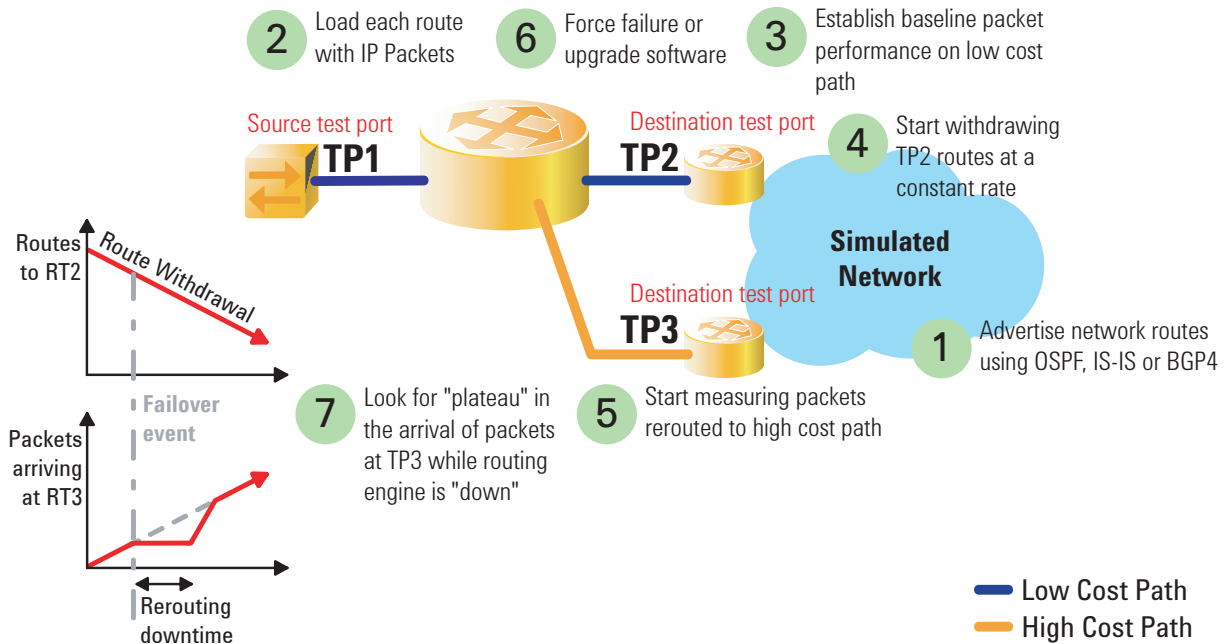 2
Load each route
with IP Packets
6
Force failure or
upgrade software
3
Establish baseline packet
performance on low cost
path
Source test port
TP1
Destination test port
TP2
4
Start withdrawing
TP2 routes at a
constant rate
Simulated
Network
Destination test port
TP3
1
Advertise network routes
using OSPF, IS-IS or BGP4
Routes
to RT2
Route Withdrawal
Failover
event
7
Look for "plateau" in
the arrival of packets
at TP3 while routing
engine is "down"
5
Start measuring packets
rerouted to high cost path
Packets
arriving
at RT3
Rerouting
downtime
Low Cost Path
High Cost Path